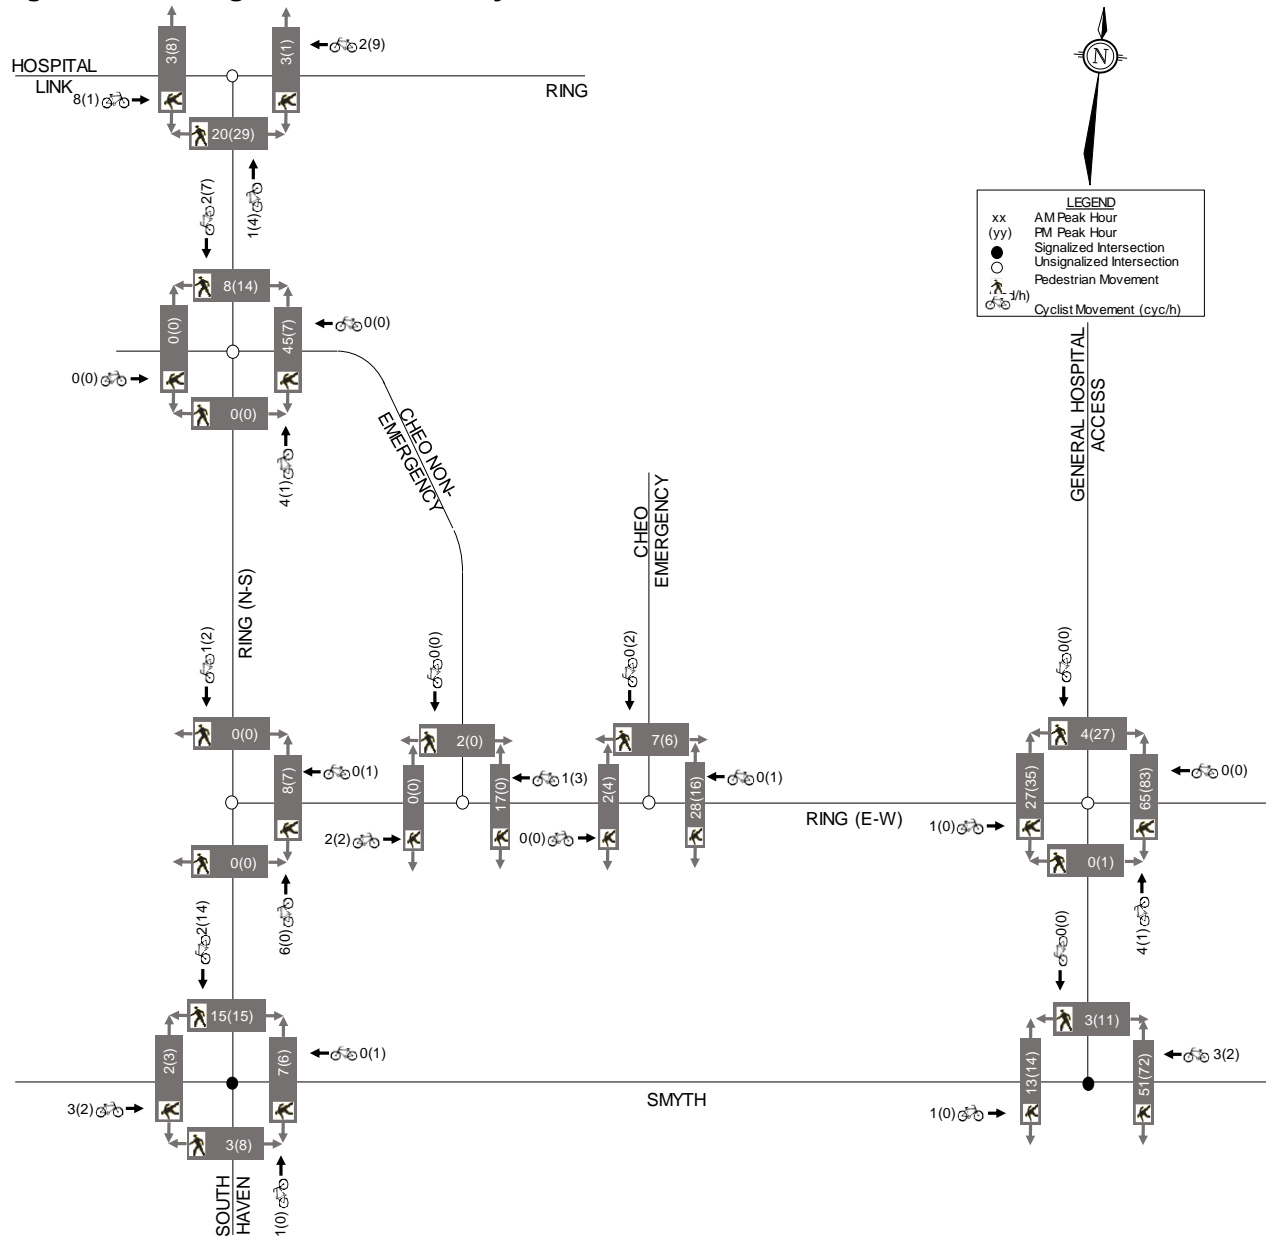 3(8)
3(1)
2(9)
HOSPITAL
LINK
RING
8(1)
20(29)
N
2(7)
1(4)
LEGEND
xx AM Peak Hour
(yy) PM Peak Hour
Signalized Intersection
Unsignalized Intersection
Pedestrian Movement
d/h)
Cyclist Movement (cyc/h)
8(14)
0(0)
45(7)
0(0)
0(0)
0(0)
4(1)
CHEO NON-
EMERGENCY
CHEO
EMERGENCY
GENERAL HOSPITAL
ACCESS
RING (N-S)
1(2)
0(0)
0(2)
0(0)
0(0)
2(0)
7(6)
4(27)
8(7)
0(1)
0(0)
17(0)
1(3)
2(4)
28(16)
0(1)
27(35)
65(83)
0(0)
RING (E-W)
2(2)
0(0)
1(0)
0(0)
0(1)
2(14)
6(0)
0(0)
4(1)
15(15)
3(11)
2(3)
7(6)
0(1)
13(14)
51(72)
3(2)
SMYTH
3(2)
1(0)
3(8)
SOUTH
HAVEN
1(0)